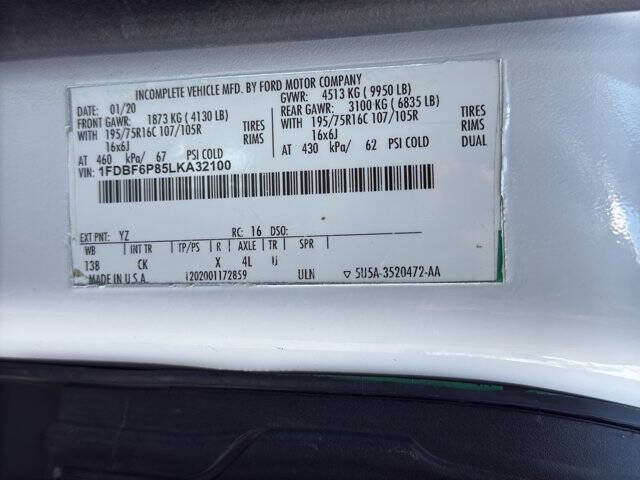 INCOMPLETE VEHICLE MFD. BY FORD MOTOR COMPANY
DATE: 01/20 GVWR: 4513 KG ( 9950 LB)
FRONT GAWR: 1873 KG ( 4130 LB) REAR GAWR: 3100 KG ( 6835 LB)
WITH 195/75R16C 107/105R TIRES WITH 195/75R16C 107/105R TIRES
16x6J RIMS 16x6J RIMS
AT 460 kPa/ 67 PSI COLD AT 430 kPa/ 62 PSI COLD DUAL
VIN: 1FDBF6P85LKA32100
EXT PNT: YZ RC: 16 DSO:
WB INT TR TP/PS R AXLE TR SPR
138 CK X 4L
MADE IN U.S.A. ULN ▽ 5U5A-3520472-AA